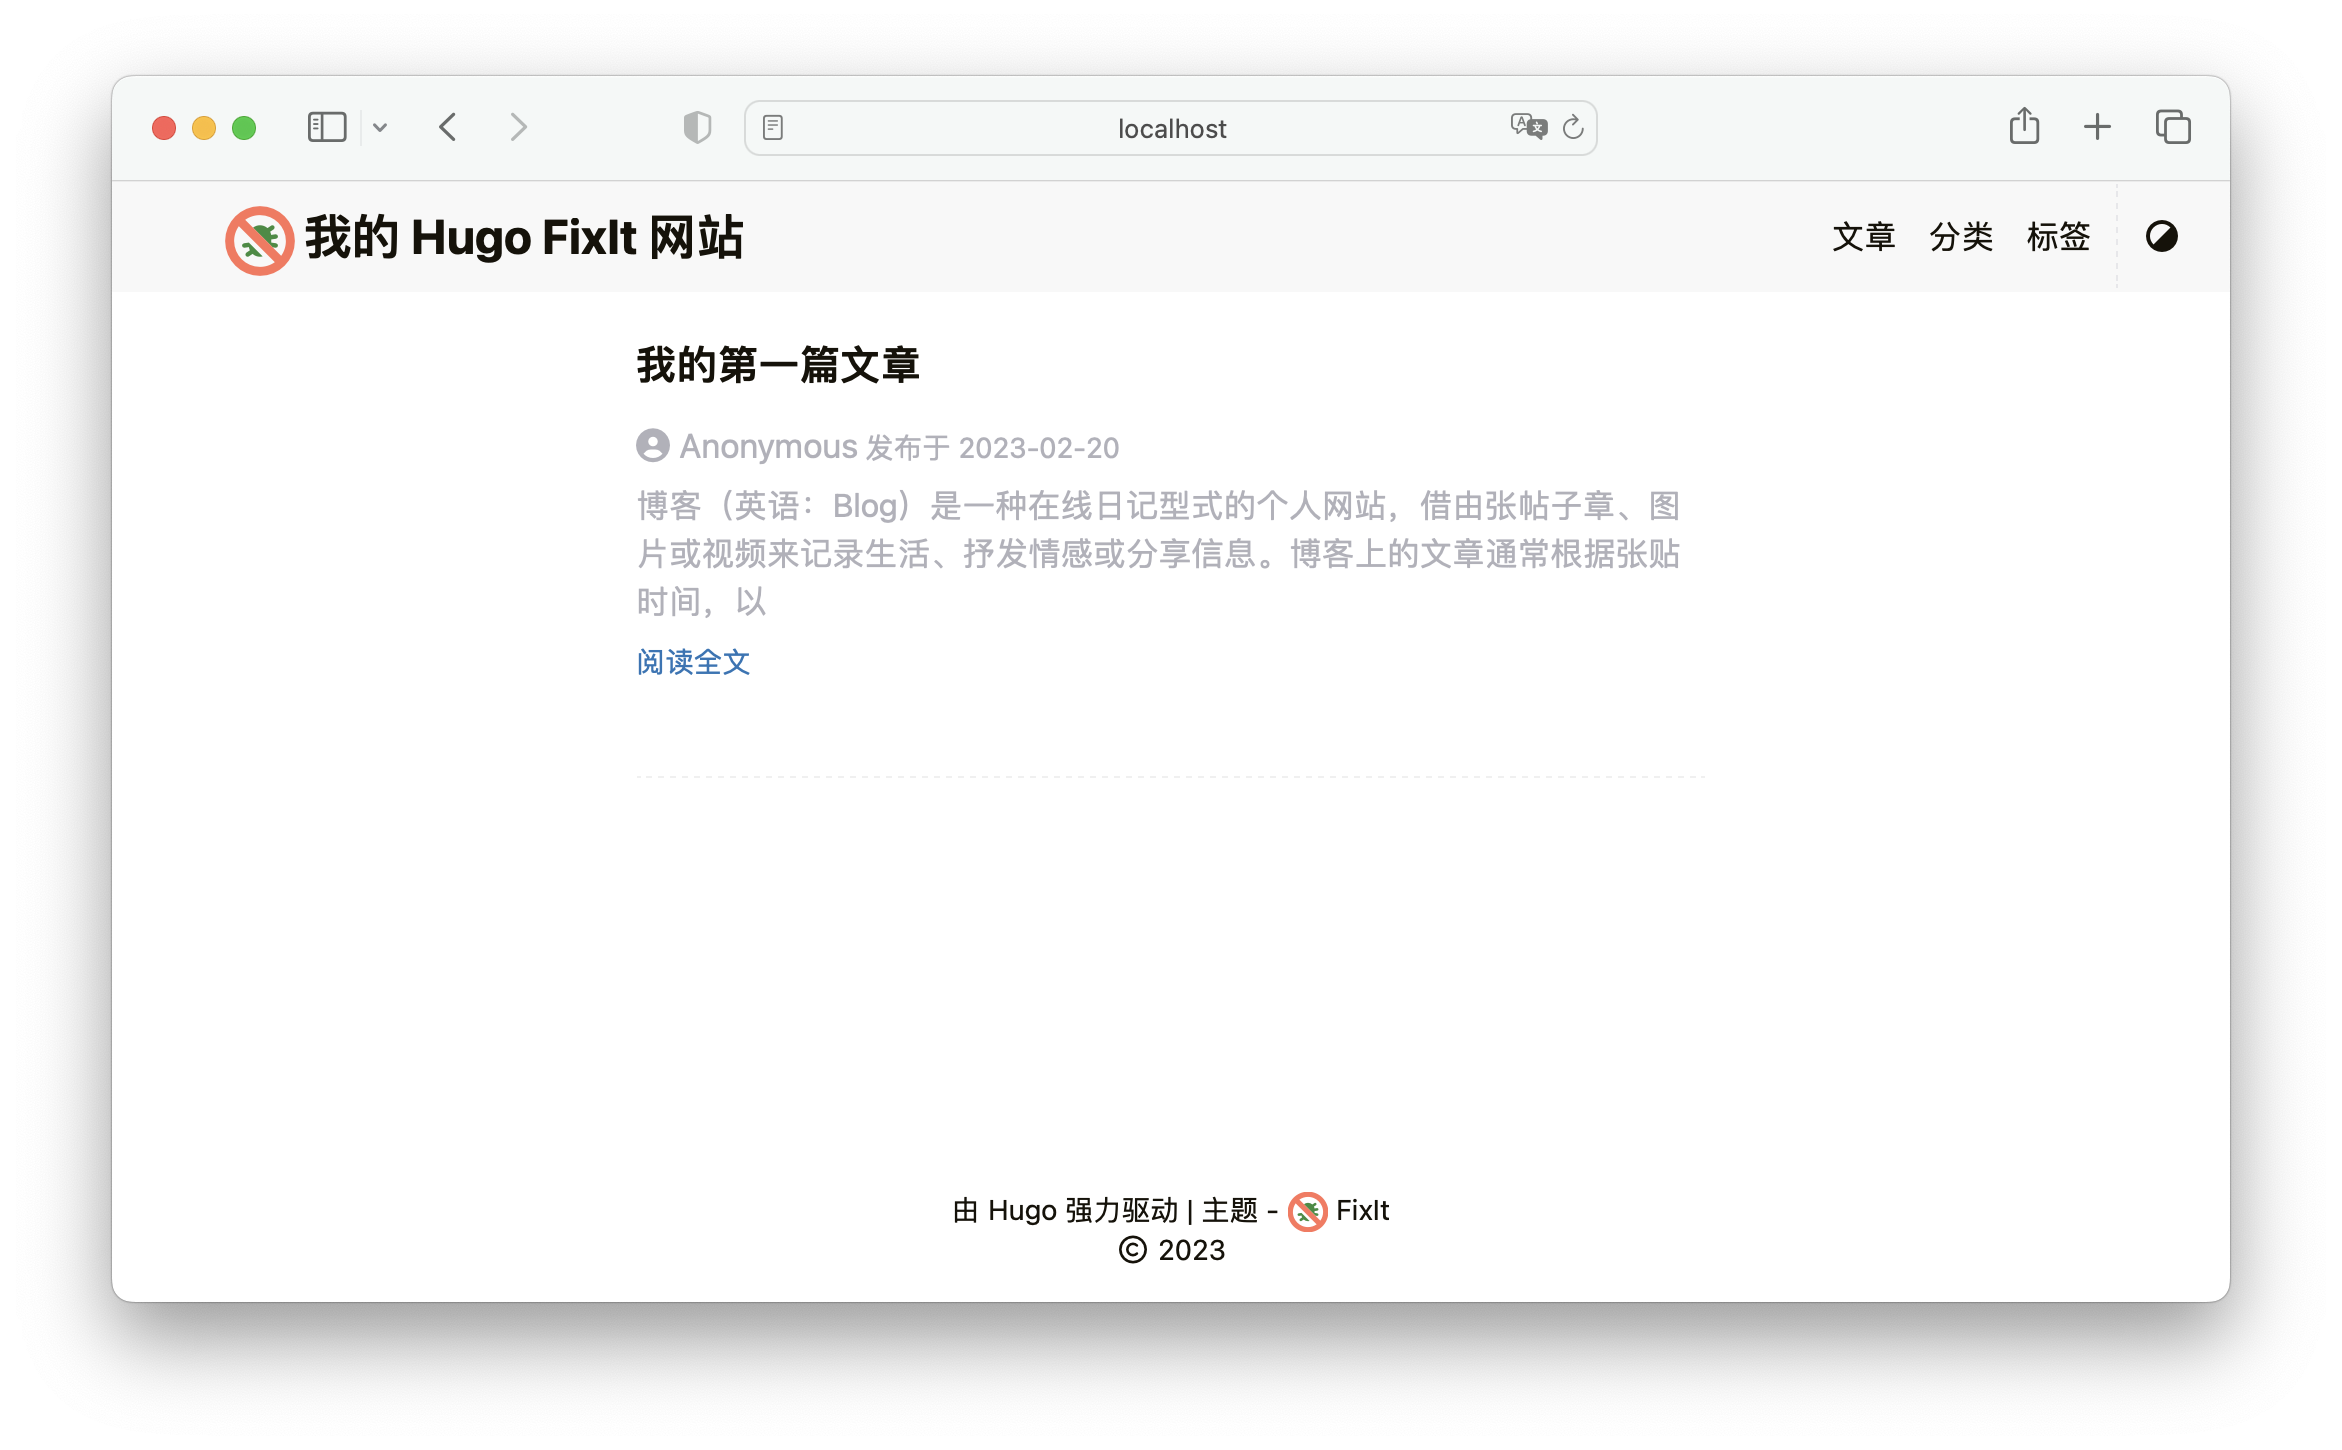 localhost
我的 Hugo FixIt 网站
文章 分类 标签
我的第一篇文章
Anonymous 发布于 2023-02-20
博客（英语：Blog）是一种在线日记型式的个人网站，借由张帖子章、图
片或视频来记录生活、抒发情感或分享信息。博客上的文章通常根据张贴
时间，以
阅读全文
由 Hugo 强力驱动 | 主题 - FixIt
© 2023